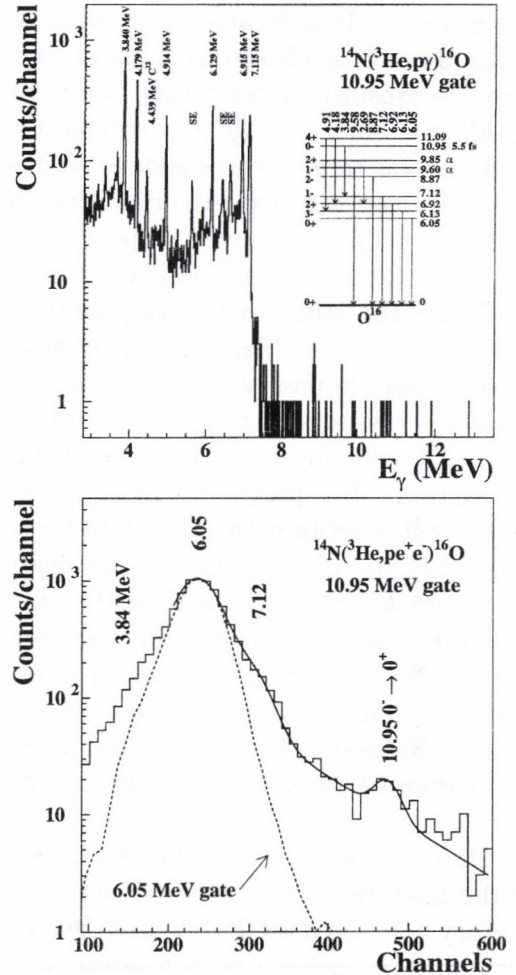 Counts/channel
3.840 MeV
4.179 MeV
4.439 MeV C¹²
4.914 MeV
SE
6.129 MeV
SE
SE
6.915 MeV
7.115 MeV
¹⁴N(³He,pγ)¹⁶O
10.95 MeV gate
4.91
4.18
3.84
9.58
2.69
8.87
7.12
6.92
6.13
6.05
4+ 11.09
0- 10.95 5.5 fs
2+ 9.85 α
1- 9.60 α
2- 8.87
1- 7.12
2+ 6.92
3- 6.13
0+ 6.05
0+ 0
O¹⁶
10³
10²
10
1
4 6 8 10 12
E_γ (MeV)
Counts/channel
¹⁴N(³He,pe⁺e⁻)¹⁶O
10.95 MeV gate
3.84 MeV
6.05
7.12
10.95 0⁻ → 0⁺
6.05 MeV gate
10³
10²
10
1
100 200 300 400 500 600
Channels